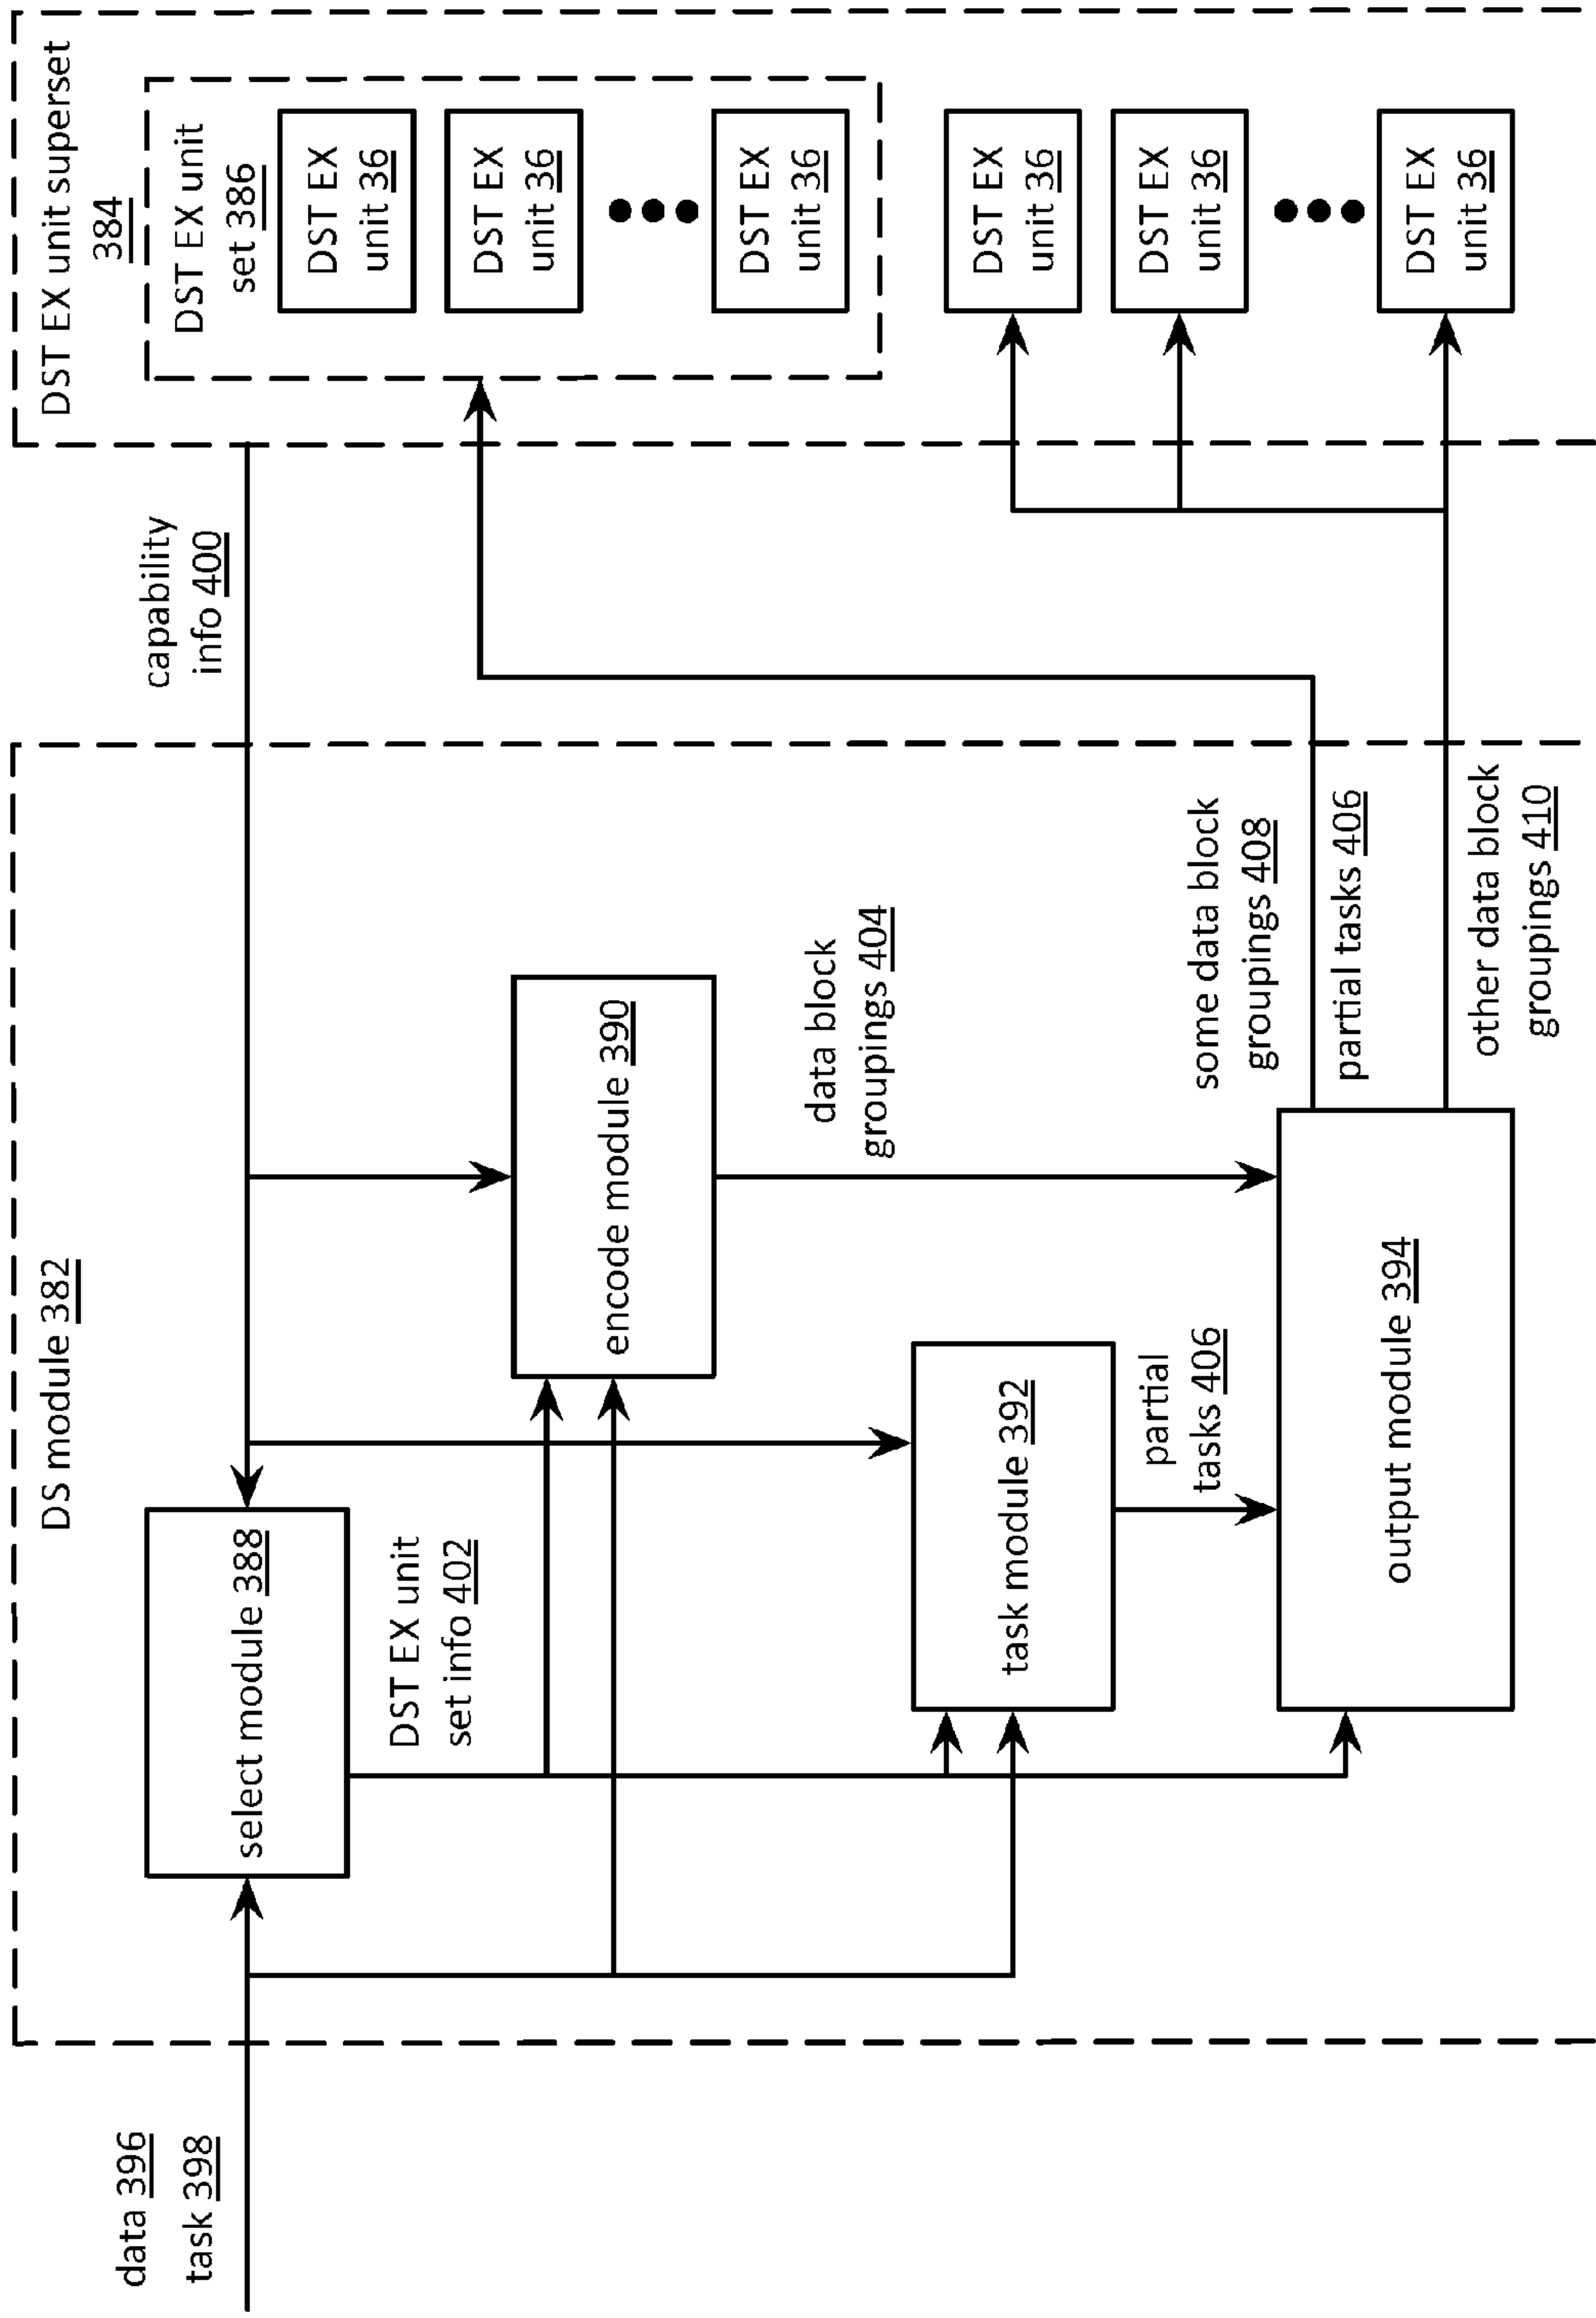 data 396
task 398
DS module 382
select module 388
DST EX unit
set info 402
encode module 390
data block
groupings 404
task module 392
partial
tasks 406
output module 394
some data block
groupings 408
partial tasks 406
other data block
groupings 410
capability
info 400
DST EX unit superset
384
DST EX unit
set 386
DST EX
unit 36
DST EX
unit 36
DST EX
unit 36
DST EX
unit 36
DST EX
unit 36
DST EX
unit 36